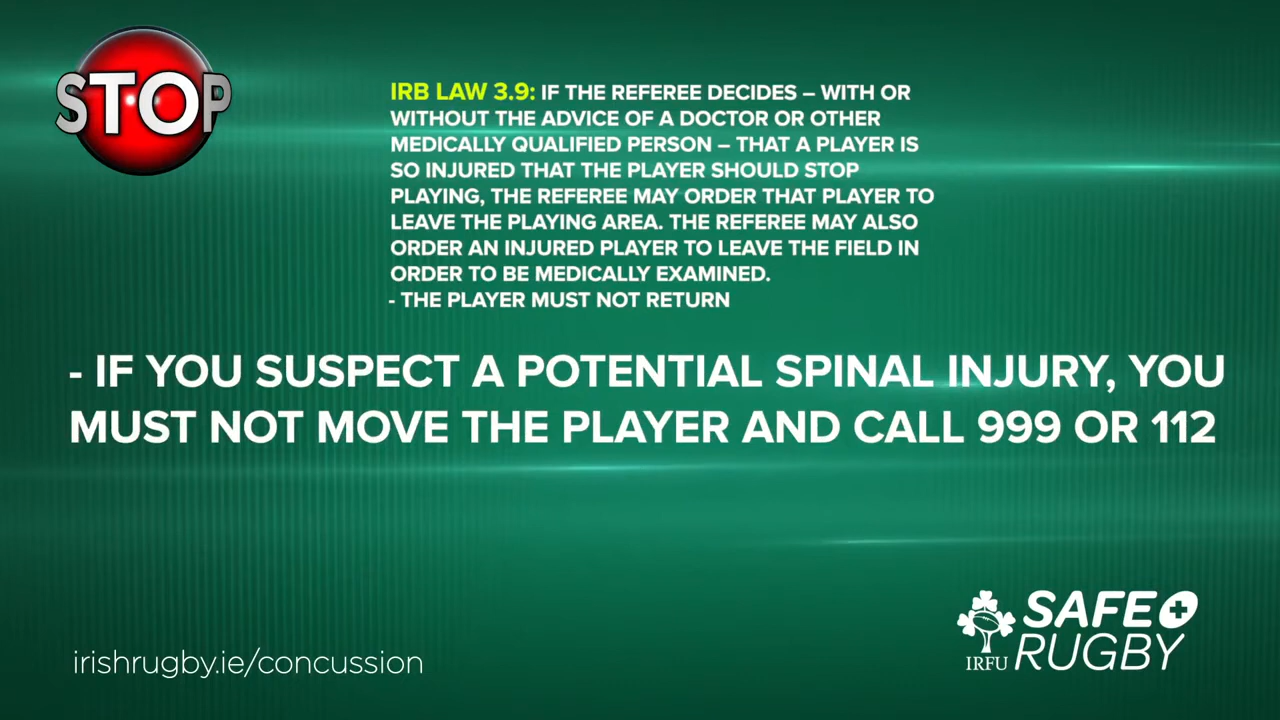 STOP
IRB LAW 3.9: IF THE REFEREE DECIDES – WITH OR
WITHOUT THE ADVICE OF A DOCTOR OR OTHER
MEDICALLY QUALIFIED PERSON – THAT A PLAYER IS
SO INJURED THAT THE PLAYER SHOULD STOP
PLAYING, THE REFEREE MAY ORDER THAT PLAYER TO
LEAVE THE PLAYING AREA. THE REFEREE MAY ALSO
ORDER AN INJURED PLAYER TO LEAVE THE FIELD IN
ORDER TO BE MEDICALLY EXAMINED.
- THE PLAYER MUST NOT RETURN
- IF YOU SUSPECT A POTENTIAL SPINAL INJURY, YOU
MUST NOT MOVE THE PLAYER AND CALL 999 OR 112
irishrugby.ie/concussion
IRFU
SAFE
RUGBY